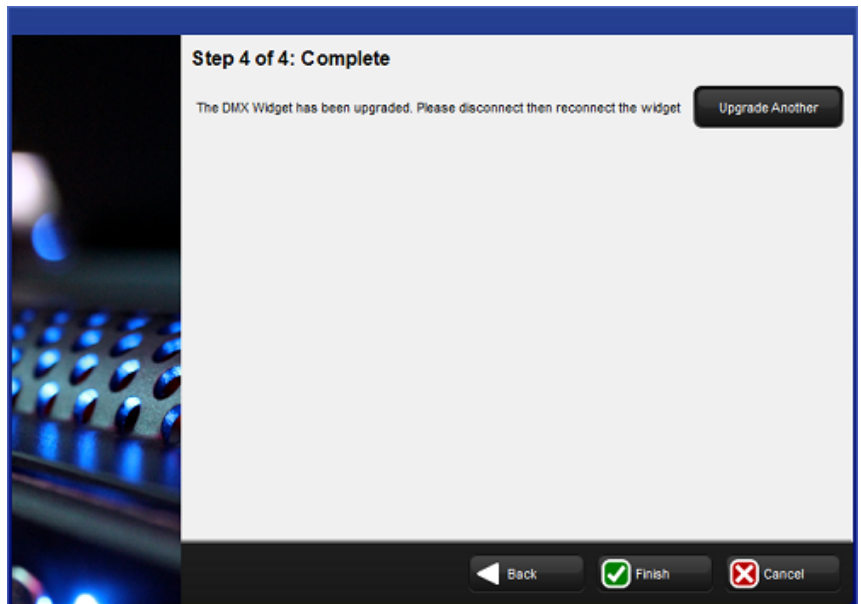 Step 4 of 4: Complete
The DMX Widget has been upgraded. Please disconnect then reconnect the widget
Upgrade Another
Back
Finish
Cancel